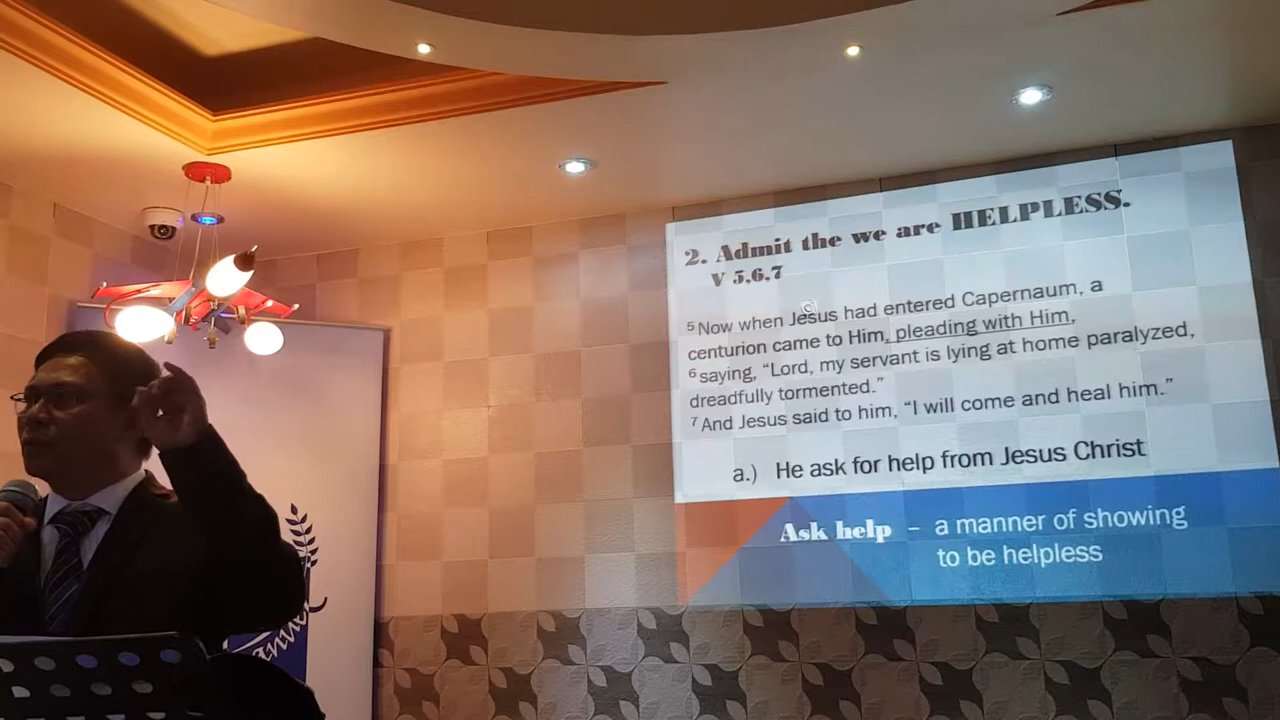 2. Admit the we are HELPLESS.
V 5,6,7
5 Now when Jesus had entered Capernaum, a
centurion came to Him, pleading with Him,
6 saying, “Lord, my servant is lying at home paralyzed,
dreadfully tormented.”
7 And Jesus said to him, “I will come and heal him.”
a.) He ask for help from Jesus Christ
Ask help – a manner of showing
to be helpless